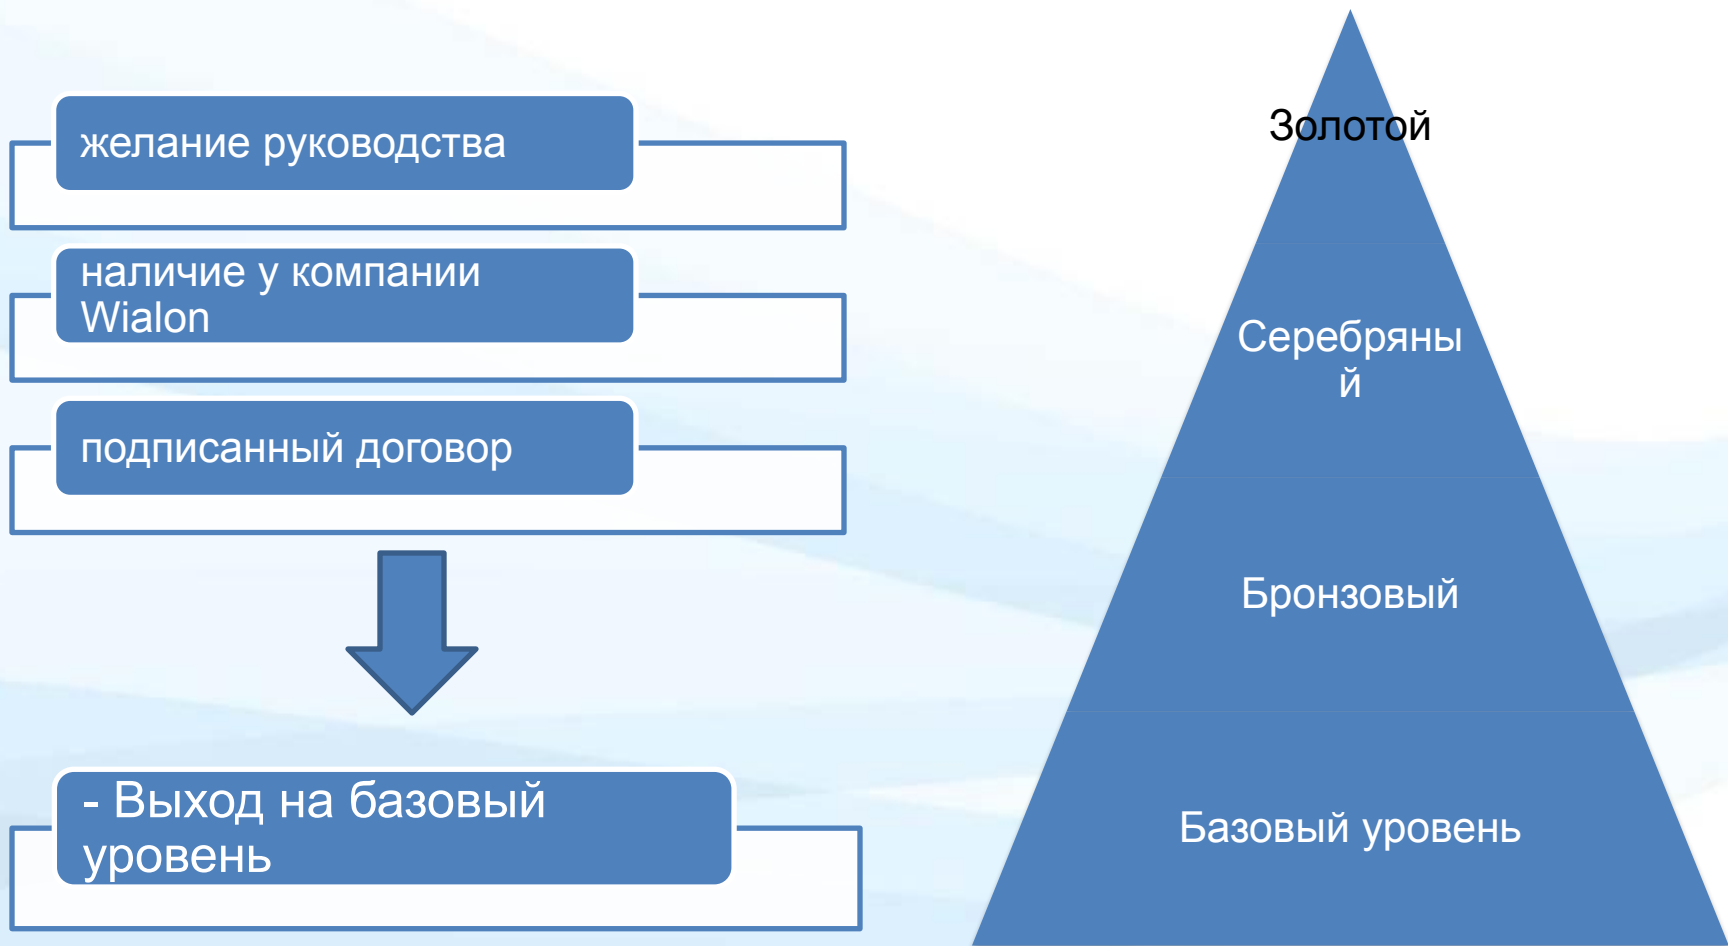 желание руководства
наличие у компании
Wialon
подписанный договор
- Выход на базовый
уровень
Золотой
Серебряны
й
Бронзовый
Базовый уровень